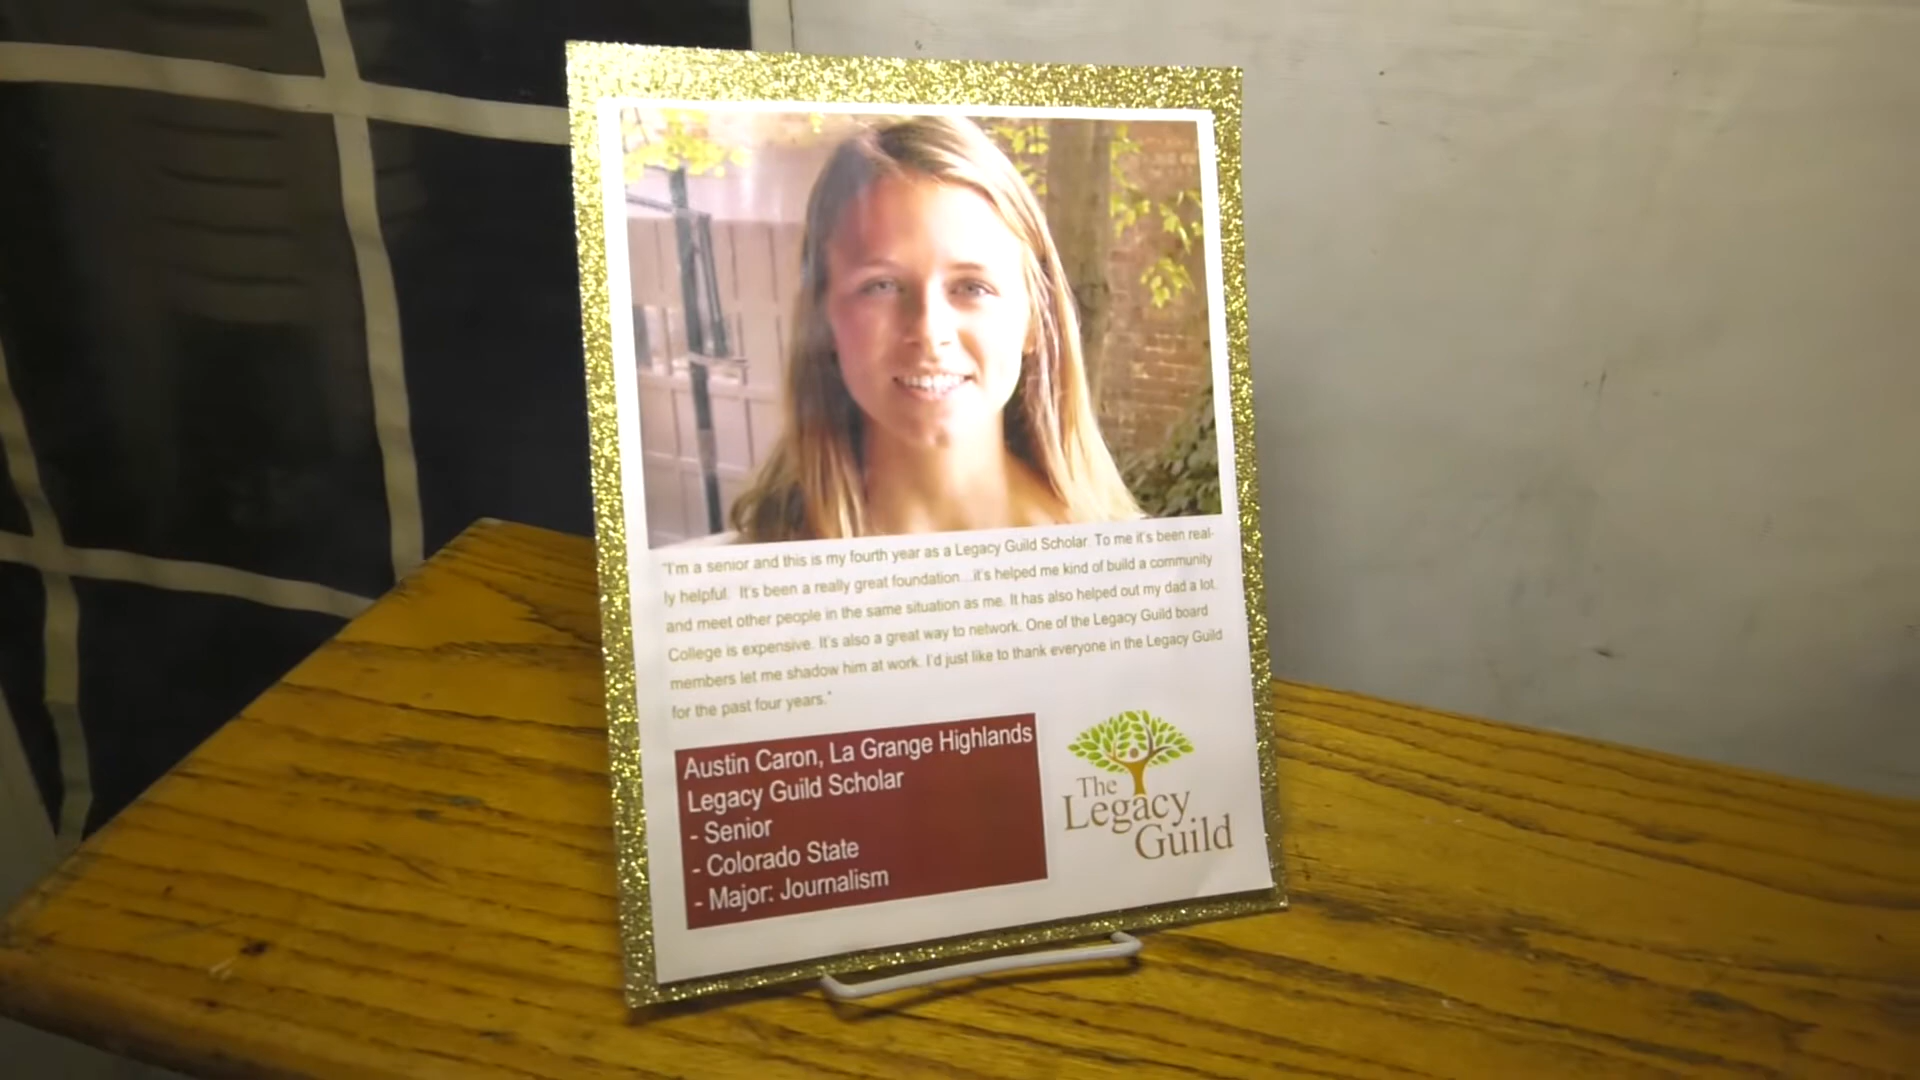 "I'm a senior and this is my fourth year as a Legacy Guild Scholar. To me it's been real-
ly helpful. It's been a really great foundation...it's helped me kind of build a community
and meet other people in the same situation as me. It has also helped out my dad a lot.
College is expensive. It's also a great way to network. One of the Legacy Guild board
members let me shadow him at work. I'd just like to thank everyone in the Legacy Guild
for the past four years."
Austin Caron, La Grange Highlands
Legacy Guild Scholar
- Senior
- Colorado State
- Major: Journalism
The
Legacy
Guild